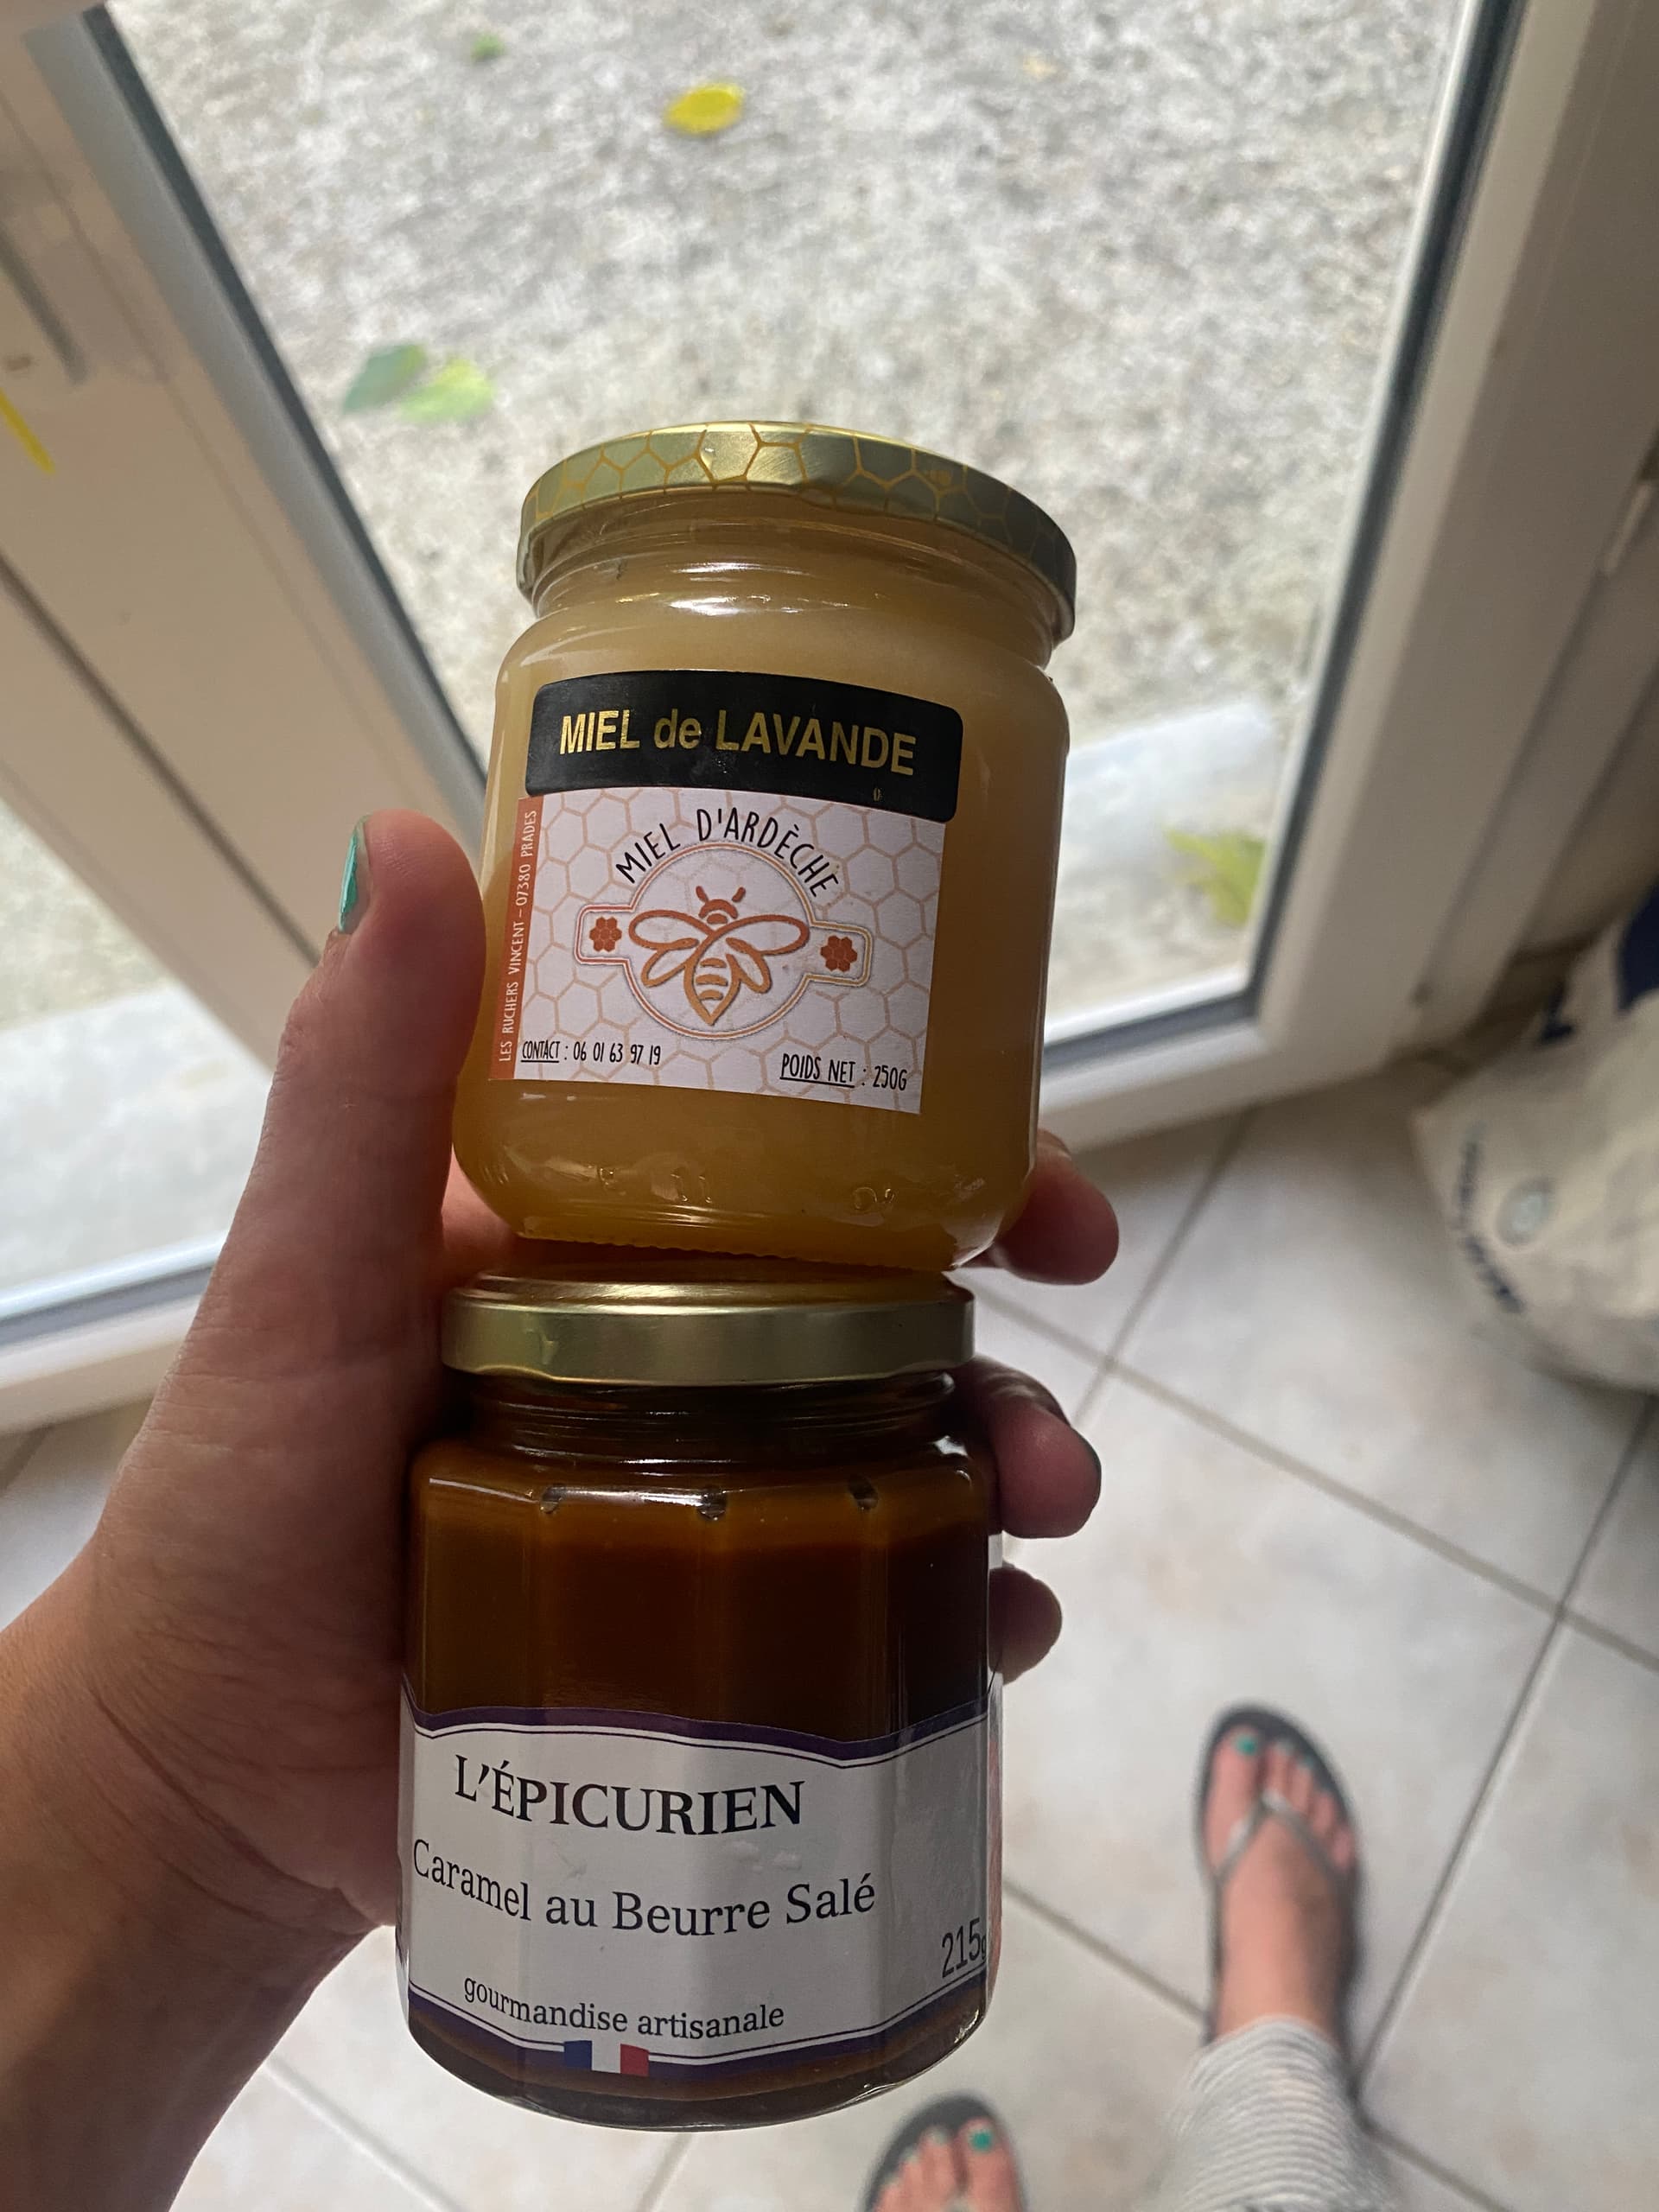 MIEL de LAVANDE
MIEL D'ARDÈCHE
LES RUCHERS VINCENT - 07380 PRADES
CONTACT : 06 01 63 97 19
POIDS NET : 250G
L'ÉPICURIEN
Caramel au Beurre Salé
215g
gourmandise artisanale